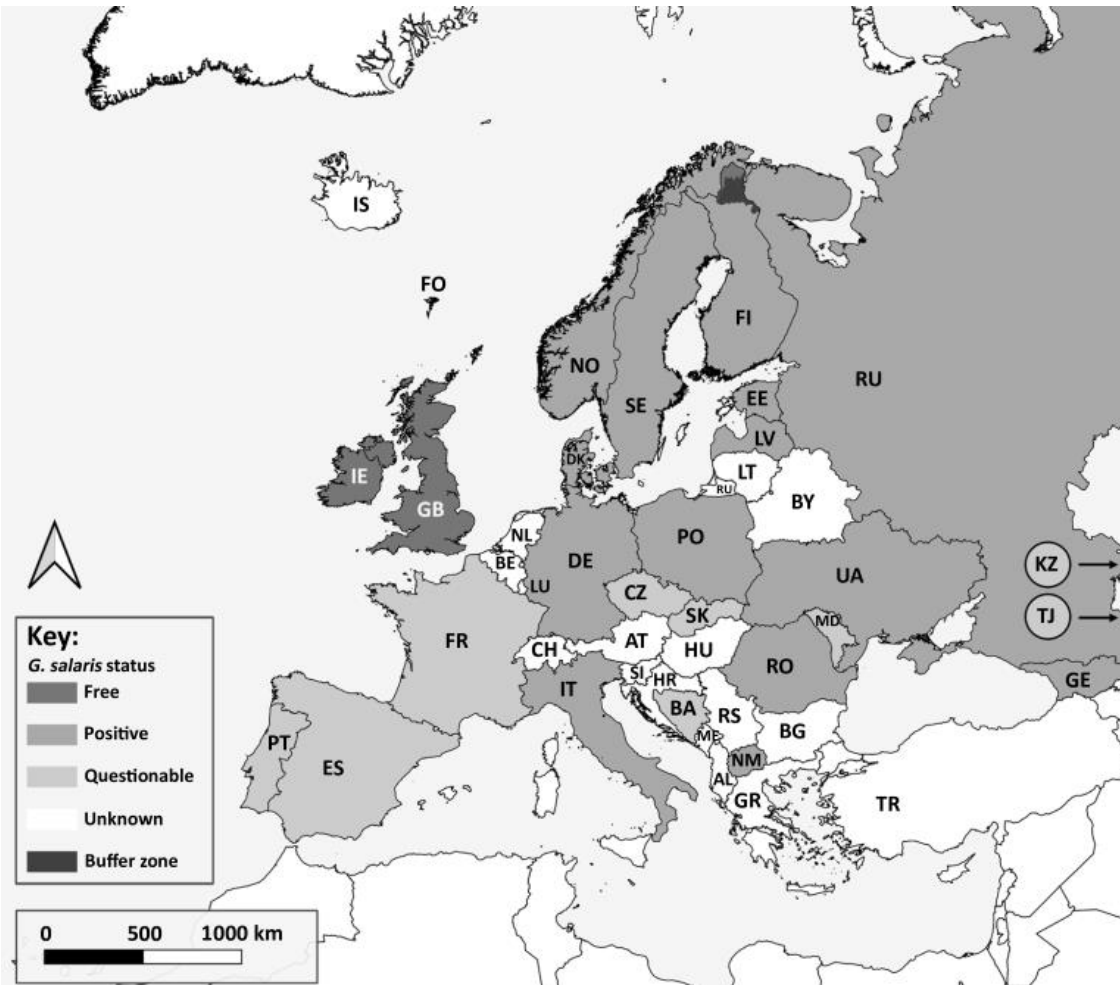 IS
FO
FI
NO
RU
SE
EE
LV
DK
IE
LT
RU
BY
GB
NL
PO
BE
DE
KZ
LU
UA
CZ
TJ
SK
MD
Key:
G. salaris status
FR
AT
CH
HU
RO
SI
HR
GE
Free
IT
BA
RS
Positive
ME
BG
PT
NM
ES
AL
Questionable
GR
TR
Unknown
Buffer zone
0 500 1000 km